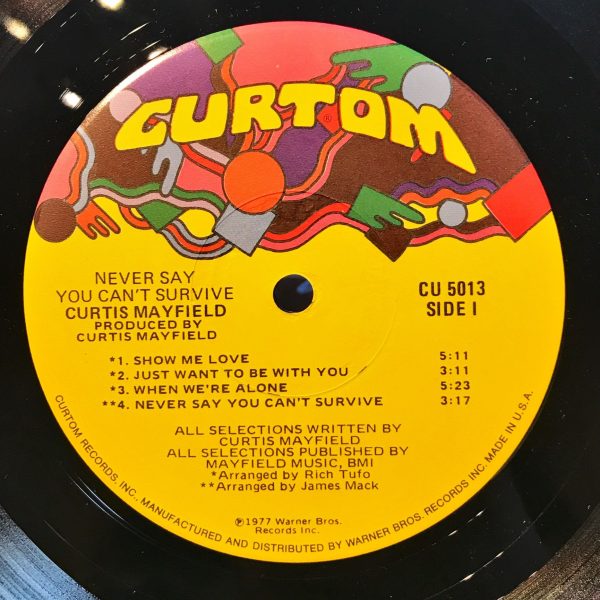 CURTOM
®
NEVER SAY
YOU CAN'T SURVIVE
CURTIS MAYFIELD
PRODUCED BY
CURTIS MAYFIELD
CU 5013
SIDE I
*1. SHOW ME LOVE 5:11
*2. JUST WANT TO BE WITH YOU 3:11
*3. WHEN WE'RE ALONE 5:23
**4. NEVER SAY YOU CAN'T SURVIVE 3:17
ALL SELECTIONS WRITTEN BY
CURTIS MAYFIELD
ALL SELECTIONS PUBLISHED BY
MAYFIELD MUSIC, BMI
*Arranged by Rich Tufo
**Arranged by James Mack
℗1977 Warner Bros.
Records Inc.
CURTOM RECORDS, INC., MANUFACTURED AND DISTRIBUTED BY WARNER BROS. RECORDS INC. MADE IN U.S.A.